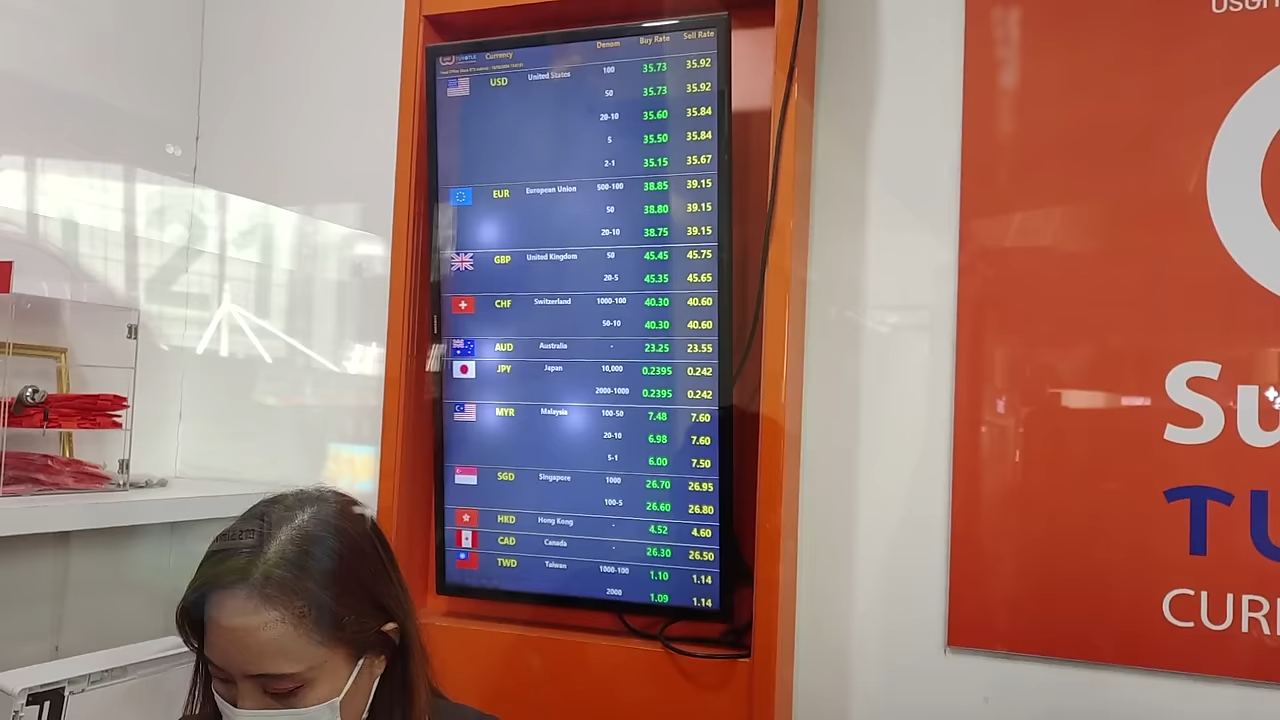 Currency Denom Buy Rate Sell Rate
USD United States 100 35.73 35.92
50 35.73 35.92
20-10 35.60 35.84
5 35.50 35.84
2-1 35.15 35.67
EUR European Union 500-100 38.85 39.15
50 38.80 39.15
20-10 38.75 39.15
GBP United Kingdom 50 45.45 45.75
20-5 45.35 45.65
CHF Switzerland 1000-100 40.30 40.60
50-10 40.30 40.60
AUD Australia - 23.25 23.55
JPY Japan 10,000 0.2395 0.242
2000-1000 0.2395 0.242
MYR Malaysia 100-50 7.48 7.60
20-10 6.98 7.60
5-1 6.00 7.50
SGD Singapore 1000 26.70 26.95
100-5 26.60 26.80
HKD Hong Kong - 4.52 4.60
CAD Canada - 26.30 26.50
TWD Taiwan 1000-100 1.10 1.14
2000 1.09 1.14
21
Su
TU
CUR